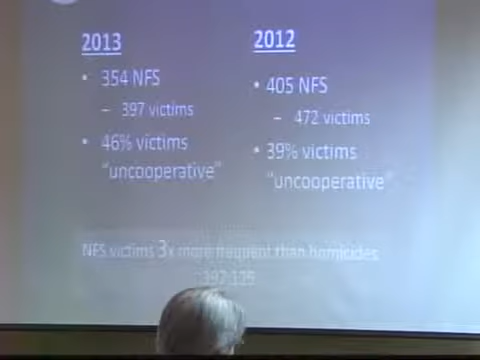 2013
• 354 NFS
– 397 victims
• 46% victims
"uncooperative"
2012
• 405 NFS
– 472 victims
• 39% victims
"uncooperative"
NFS victims 3x more frequent than homicides